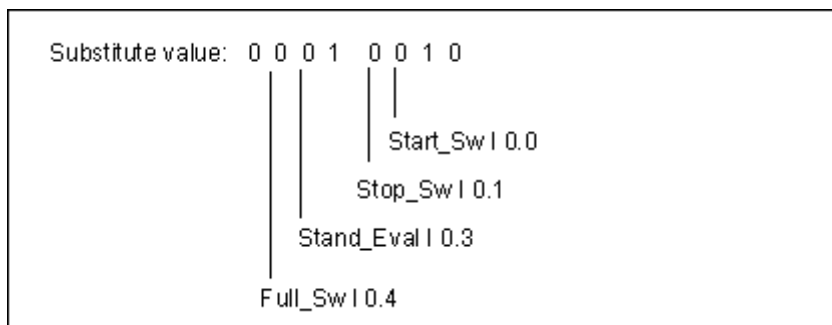 Substitute value: 0 0 0 1 0 0 1 0
Start_Sw I 0.0
Stop_Sw I 0.1
Stand_Eval I 0.3
Full_Sw I 0.4